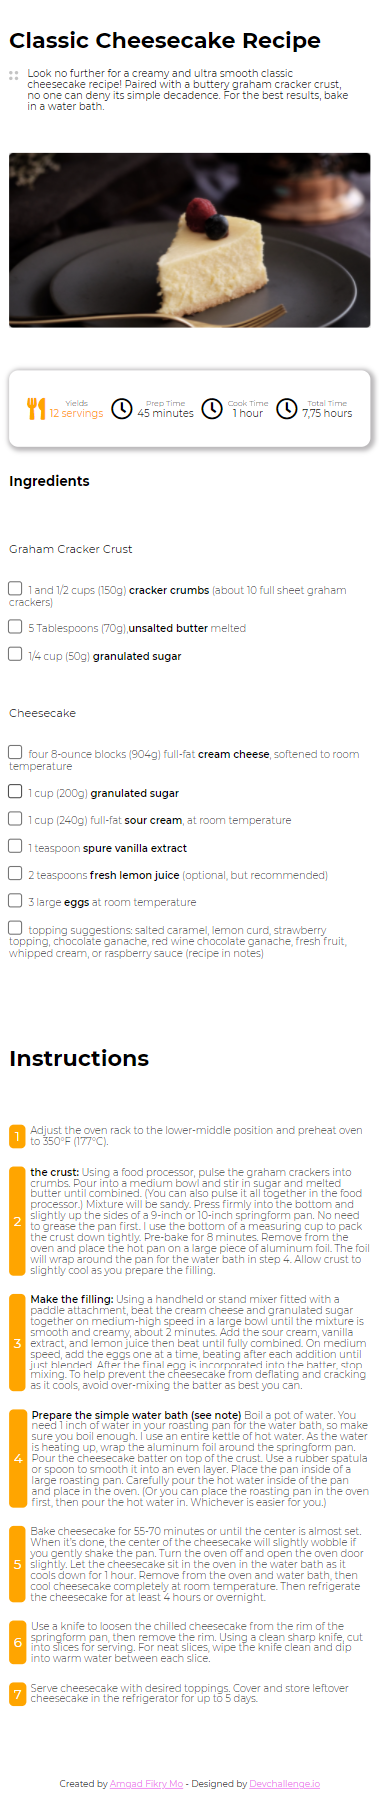 Classic Cheesecake Recipe
Look no further for a creamy and ultra smooth classic
cheesecake recipe! Paired with a buttery graham cracker crust,
no one can deny its simple decadence. For the best results, bake
in a water bath.
Yields
12 servings
Prep Time
45 minutes
Cook Time
1 hour
Total Time
7,75 hours
Ingredients
Graham Cracker Crust
1 and 1/2 cups (150g) cracker crumbs (about 10 full sheet graham
crackers)
5 Tablespoons (70g),unsalted butter melted
1/4 cup (50g) granulated sugar
Cheesecake
four 8-ounce blocks (904g) full-fat cream cheese, softened to room
temperature
1 cup (200g) granulated sugar
1 cup (240g) full-fat sour cream, at room temperature
1 teaspoon spure vanilla extract
2 teaspoons fresh lemon juice (optional, but recommended)
3 large eggs at room temperature
topping suggestions: salted caramel, lemon curd, strawberry
topping, chocolate ganache, red wine chocolate ganache, fresh fruit,
whipped cream, or raspberry sauce (recipe in notes)
Instructions
1 Adjust the oven rack to the lower-middle position and preheat oven
to 350°F (177°C).
2 the crust: Using a food processor, pulse the graham crackers into
crumbs. Pour into a medium bowl and stir in sugar and melted
butter until combined. (You can also pulse it all together in the food
processor.) Mixture will be sandy. Press firmly into the bottom and
slightly up the sides of a 9-inch or 10-inch springform pan. No need
to grease the pan first. I use the bottom of a measuring cup to pack
the crust down tightly. Pre-bake for 8 minutes. Remove from the
oven and place the hot pan on a large piece of aluminum foil. The foil
will wrap around the pan for the water bath in step 4. Allow crust to
slightly cool as you prepare the filling.
3 Make the filling: Using a handheld or stand mixer fitted with a
paddle attachment, beat the cream cheese and granulated sugar
together on medium-high speed in a large bowl until the mixture is
smooth and creamy, about 2 minutes. Add the sour cream, vanilla
extract, and lemon juice then beat until fully combined. On medium
speed, add the eggs one at a time, beating after each addition until
just blended. After the final egg is incorporated into the batter, stop
mixing. To help prevent the cheesecake from deflating and cracking
as it cools, avoid over-mixing the batter as best you can.
4 Prepare the simple water bath (see note) Boil a pot of water. You
need 1 inch of water in your roasting pan for the water bath, so make
sure you boil enough. I use an entire kettle of hot water. As the water
is heating up, wrap the aluminum foil around the springform pan.
Pour the cheesecake batter on top of the crust. Use a rubber spatula
or spoon to smooth it into an even layer. Place the pan inside of a
large roasting pan. Carefully pour the hot water inside of the pan
and place in the oven. (Or you can place the roasting pan in the oven
first, then pour the hot water in. Whichever is easier for you.)
5 Bake cheesecake for 55-70 minutes or until the center is almost set.
When it's done, the center of the cheesecake will slightly wobble if
you gently shake the pan. Turn the oven off and open the oven door
slightly. Let the cheesecake sit in the oven in the water bath as it
cools down for 1 hour. Remove from the oven and water bath, then
cool cheesecake completely at room temperature. Then refrigerate
the cheesecake for at least 4 hours or overnight.
6 Use a knife to loosen the chilled cheesecake from the rim of the
springform pan, then remove the rim. Using a clean sharp knife, cut
into slices for serving. For neat slices, wipe the knife clean and dip
into warm water between each slice.
7 Serve cheesecake with desired toppings. Cover and store leftover
cheesecake in the refrigerator for up to 5 days.
Created by Amgad Fikry Mo - Designed by Devchallenge.io